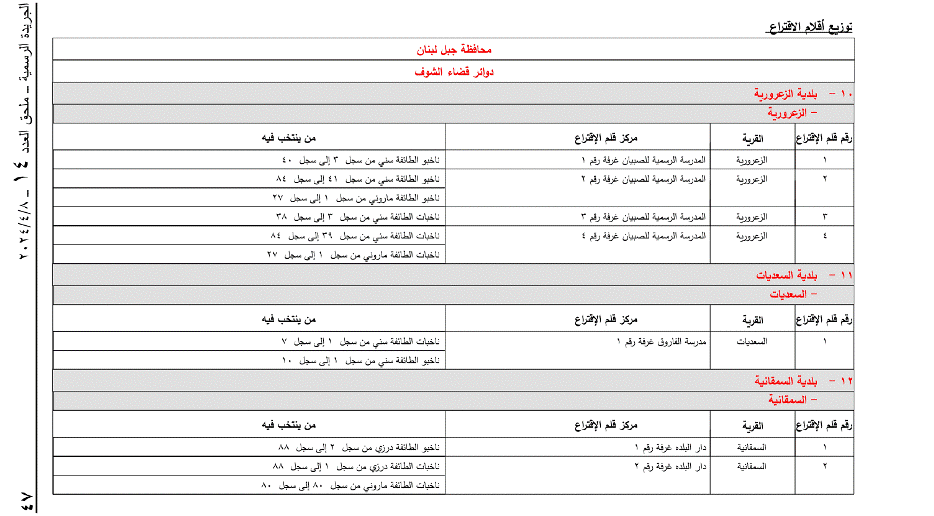 الجريدة الرسمية – ملحق العدد ١٤ – ٢٠٢٤/٤/٨
توزيع أقلام الاقتراع
محافظة جبل لبنان
دوائر قضاء الشوف
١٠ - بلدية الزعرورية
- الزعرورية
رقم قلم الإقتراع القرية مركز قلم الإقتراع من ينتخب فيه
١ الزعرورية المدرسة الرسمية للصبيان غرفة رقم ١ ناخبو الطائفة سني من سجل ٣ إلى سجل ٤٠
٢ الزعرورية المدرسة الرسمية للصبيان غرفة رقم ٢ ناخبو الطائفة سني من سجل ٤١ إلى سجل ٨٤
ناخبو الطائفة ماروني من سجل ١ إلى سجل ٢٧
٣ الزعرورية المدرسة الرسمية للصبيان غرفة رقم ٣ ناخبات الطائفة سني من سجل ٣ إلى سجل ٣٨
٤ الزعرورية المدرسة الرسمية للصبيان غرفة رقم ٤ ناخبات الطائفة سني من سجل ٣٩ إلى سجل ٨٤
ناخبات الطائفة ماروني من سجل ١ إلى سجل ٢٧
١١ - بلدية السعديات
- السعديات
رقم قلم الإقتراع القرية مركز قلم الإقتراع من ينتخب فيه
١ السعديات مدرسة الفاروق غرفة رقم ١ ناخبات الطائفة سني من سجل ١ إلى سجل ٧
ناخبو الطائفة سني من سجل ١ إلى سجل ١٠
١٢ - بلدية السمقانية
- السمقانية
رقم قلم الإقتراع القرية مركز قلم الإقتراع من ينتخب فيه
١ السمقانية دار البلده غرفة رقم ١ ناخبو الطائفة درزي من سجل ٢ إلى سجل ٨٨
٢ السمقانية دار البلده غرفة رقم ٢ ناخبات الطائفة درزي من سجل ١ إلى سجل ٨٨
ناخبات الطائفة ماروني من سجل ٨٠ إلى سجل ٨٠
٤٧